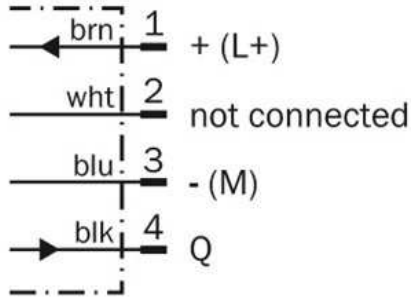 brn 1 + (L+)
wht 2 not connected
blu 3 - (M)
blk 4 Q